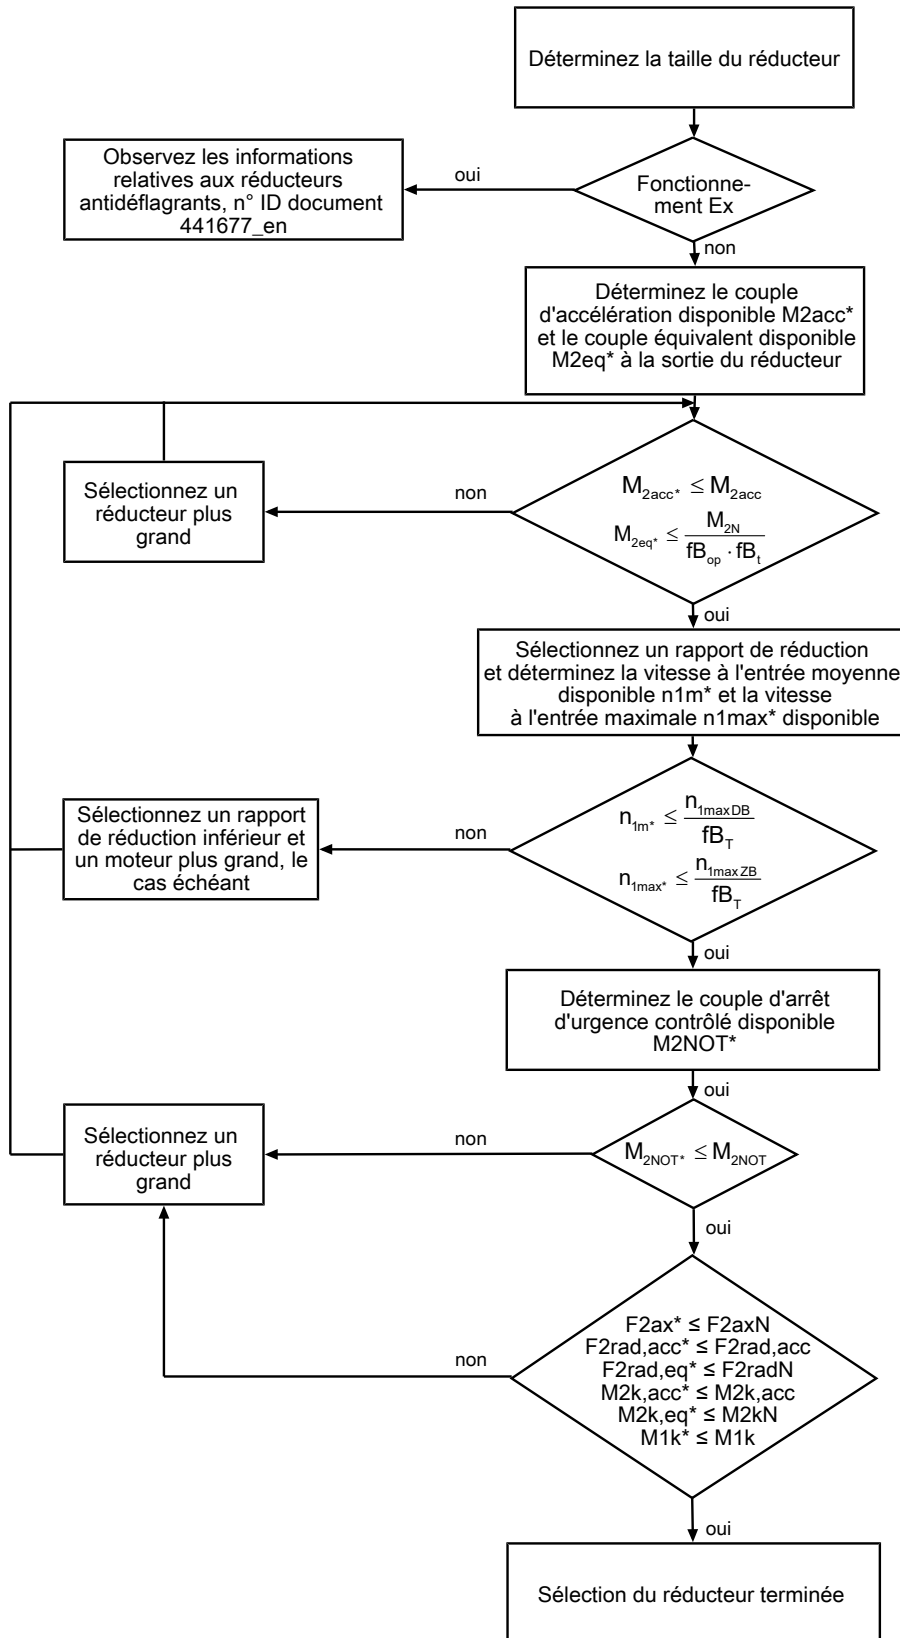 Déterminez la taille du réducteur
Fonctionne-
ment Ex
oui
Observez les informations
relatives aux réducteurs
antidéflagrants, n° ID document
441677_en
non
Déterminez le couple
d'accélération disponible M2acc*
et le couple équivalent disponible
M2eq* à la sortie du réducteur
M2acc* ≤ M2acc
M2eq* ≤ M2N / (fBop · fBt)
non
Sélectionnez un
réducteur plus
grand
oui
Sélectionnez un rapport de réduction
et déterminez la vitesse à l'entrée moyenne
disponible n1m* et la vitesse
à l'entrée maximale n1max* disponible
n1m* ≤ n1maxDB / fBT
n1max* ≤ n1maxZB / fBT
non
Sélectionnez un rapport
de réduction inférieur et
un moteur plus grand, le
cas échéant
oui
Déterminez le couple d'arrêt
d'urgence contrôlé disponible
M2NOT*
oui
M2NOT* ≤ M2NOT
non
Sélectionnez un
réducteur plus
grand
oui
F2ax* ≤ F2axN
F2rad,acc* ≤ F2rad,acc
F2rad,eq* ≤ F2radN
M2k,acc* ≤ M2k,acc
M2k,eq* ≤ M2kN
M1k* ≤ M1k
non
oui
Sélection du réducteur terminée